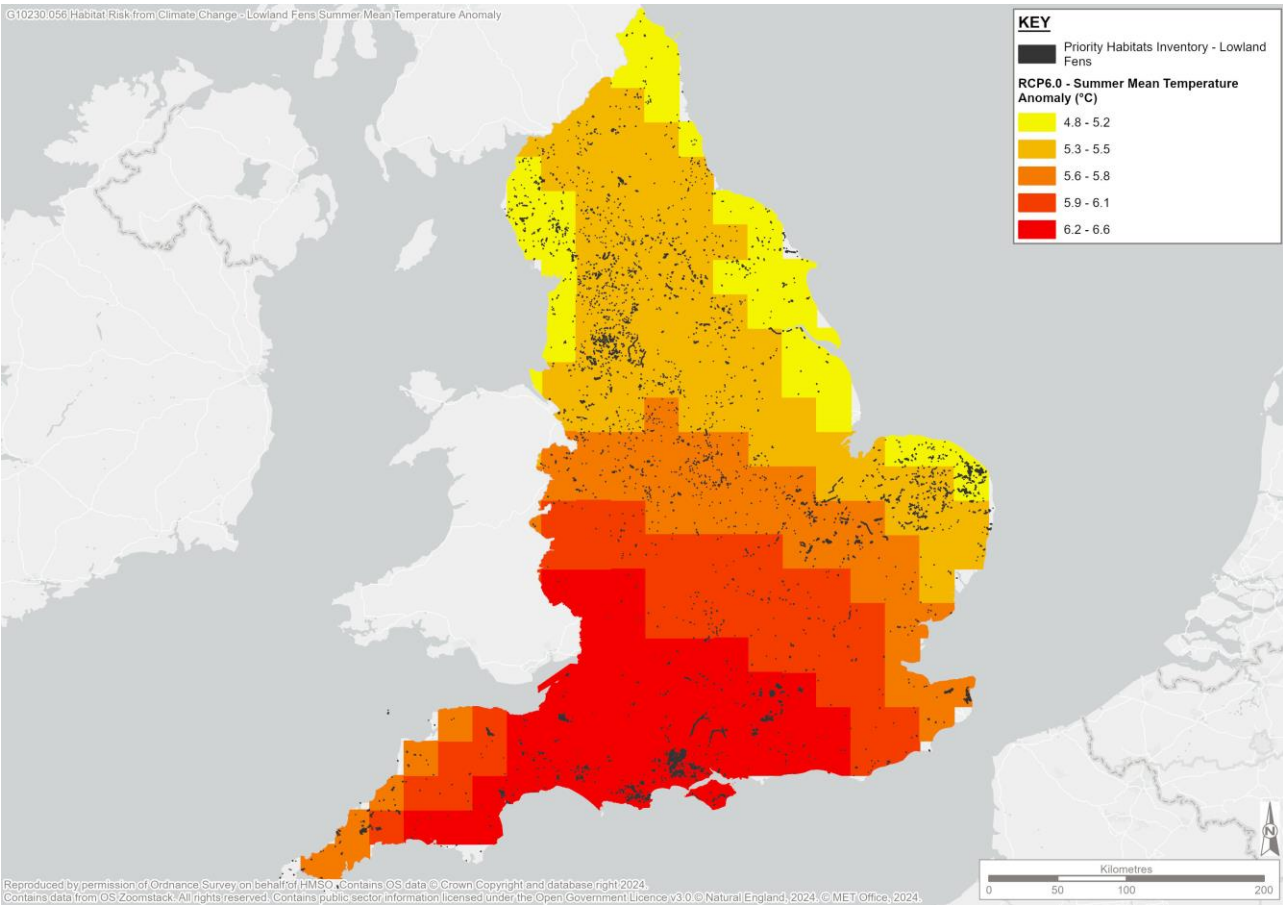 G10230.056 Habitat Risk from Climate Change - Lowland Fens Summer Mean Temperature Anomaly
KEY
Priority Habitats Inventory - Lowland
Fens
RCP6.0 - Summer Mean Temperature
Anomaly (°C)
4.8 - 5.2
5.3 - 5.5
5.6 - 5.8
5.9 - 6.1
6.2 - 6.6
N
Kilometres
0 50 100 200
Reproduced by permission of Ordnance Survey on behalf of HMSO. Contains OS data © Crown Copyright and database right 2024.
Contains data from OS Zoomstack. All rights reserved. Contains public sector information licensed under the Open Government Licence v3.0.© Natural England, 2024. © MET Office, 2024.